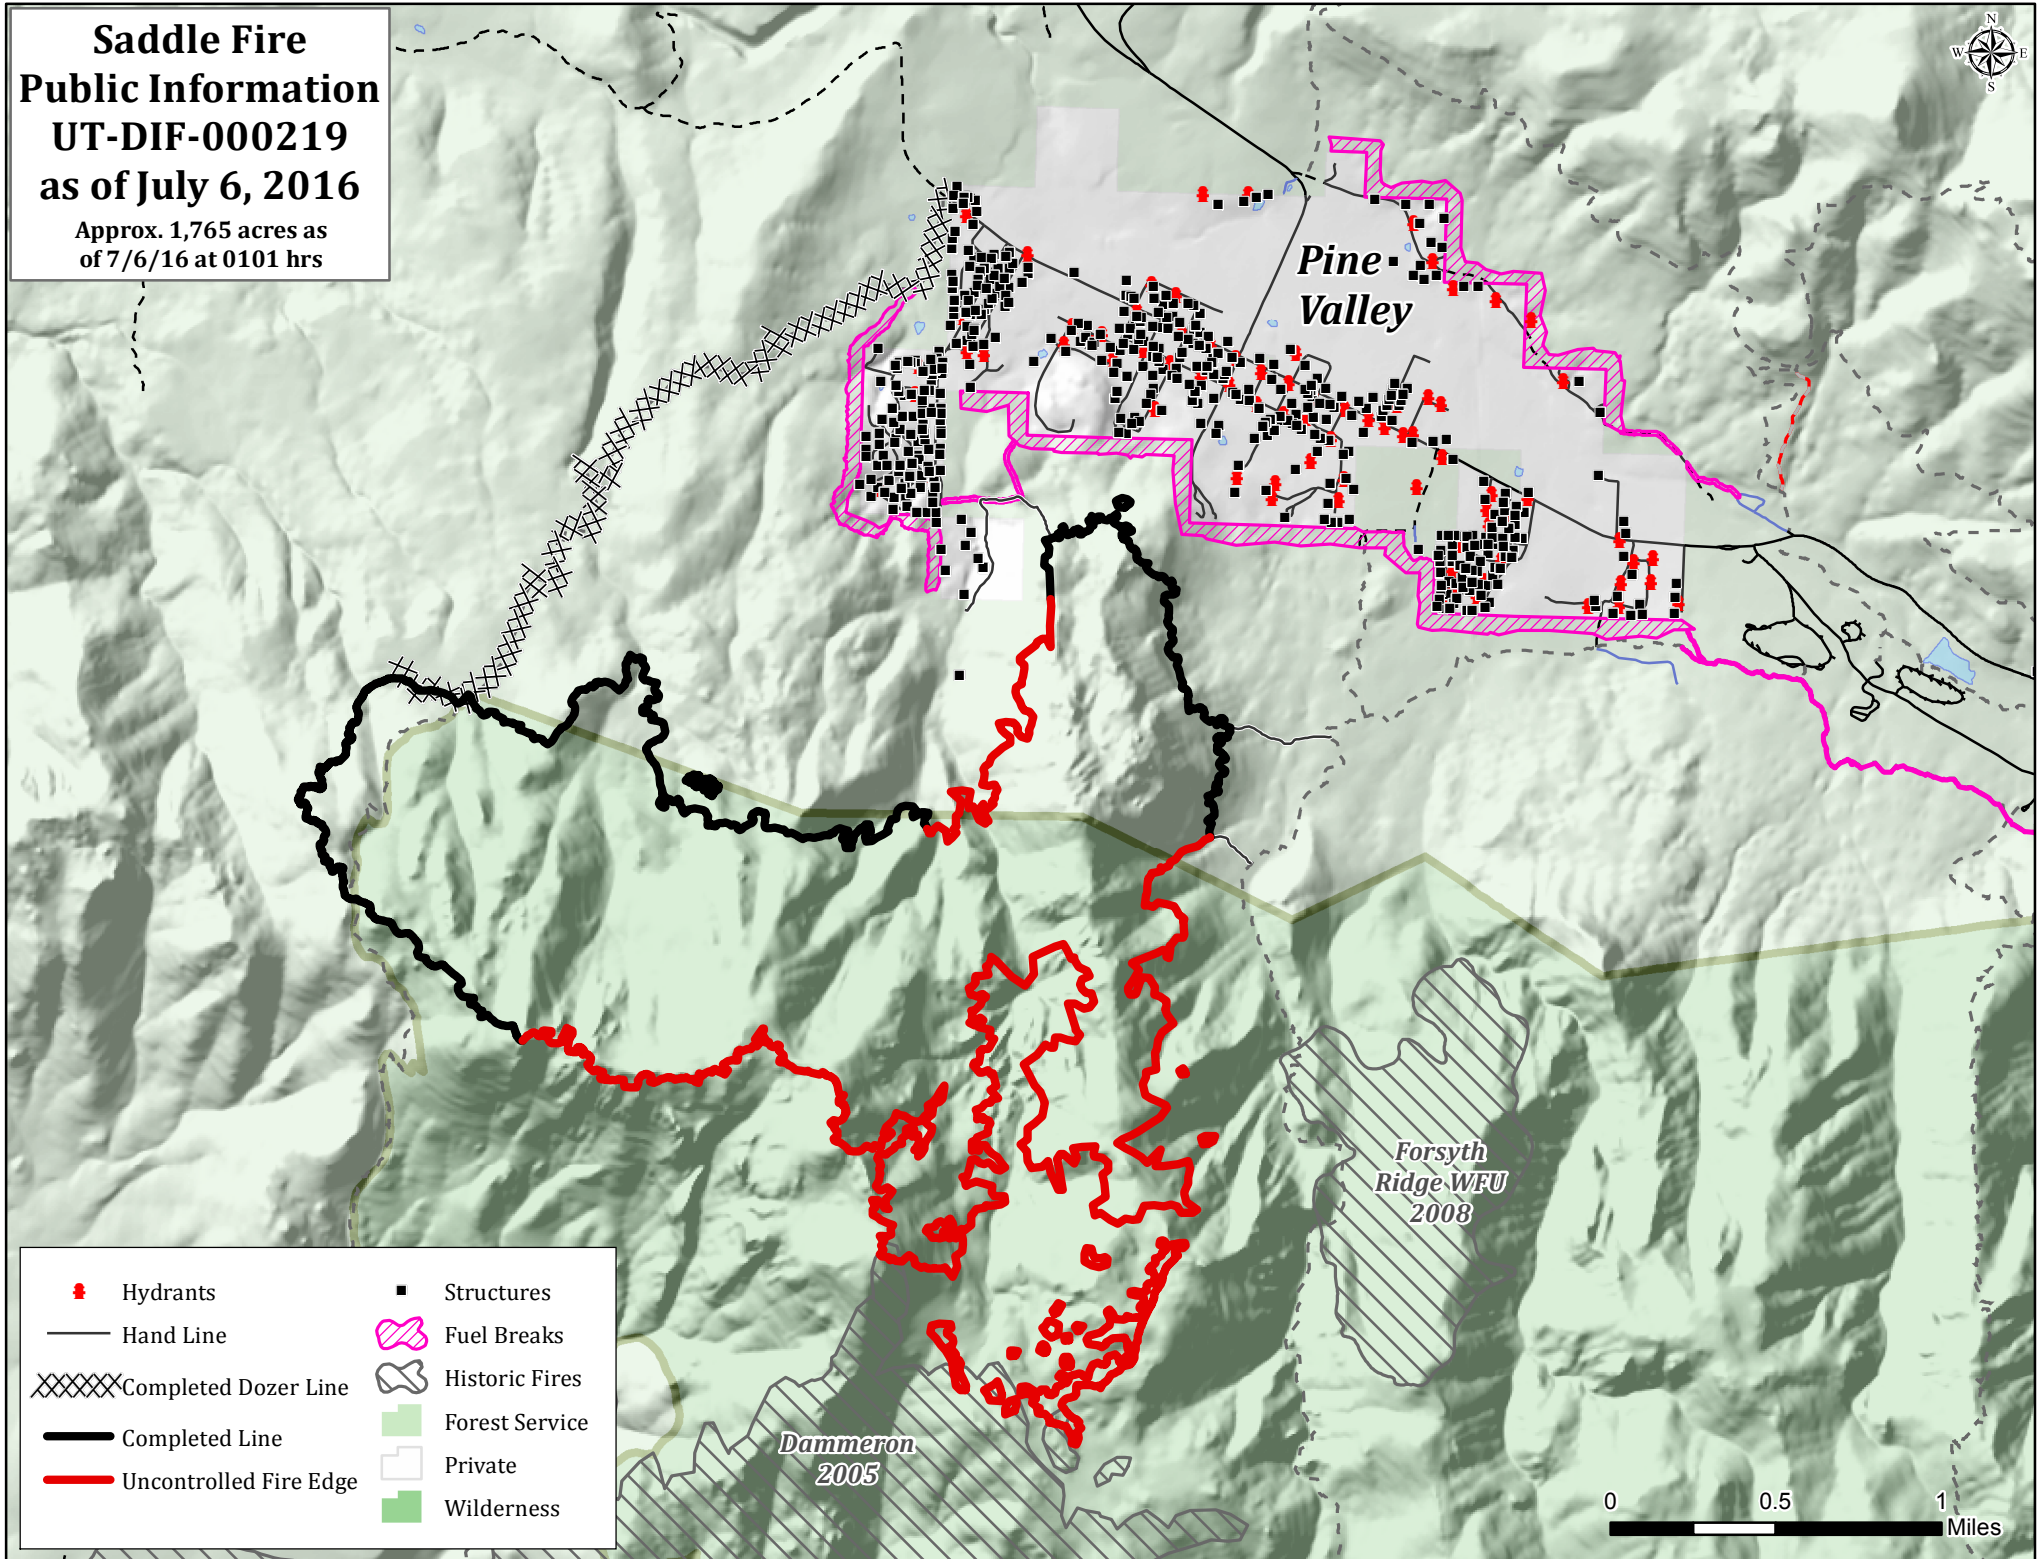 Saddle Fire
Public Information
UT-DIF-000219
as of July 6, 2016
Approx. 1,765 acres as
of 7/6/16 at 0101 hrs
N
W E
S
Pine
Valley
Forsyth
Ridge WFU
2008
Dammeron
2005
Hydrants
Hand Line
Completed Dozer Line
Completed Line
Uncontrolled Fire Edge
Structures
Fuel Breaks
Historic Fires
Forest Service
Private
Wilderness
0 0.5 1
Miles